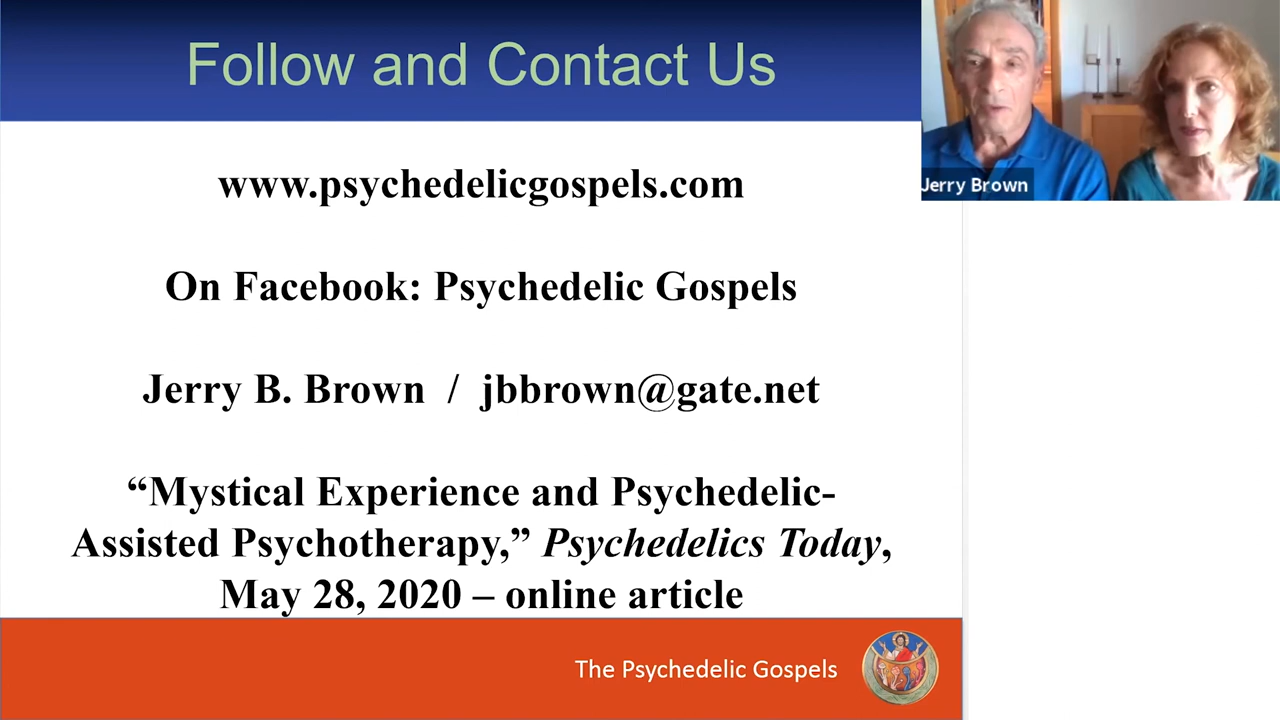 Follow and Contact Us
Jerry Brown
www.psychedelicgospels.com
On Facebook: Psychedelic Gospels
Jerry B. Brown / jbbrown@gate.net
“Mystical Experience and Psychedelic-
Assisted Psychotherapy,” Psychedelics Today,
May 28, 2020 – online article
The Psychedelic Gospels